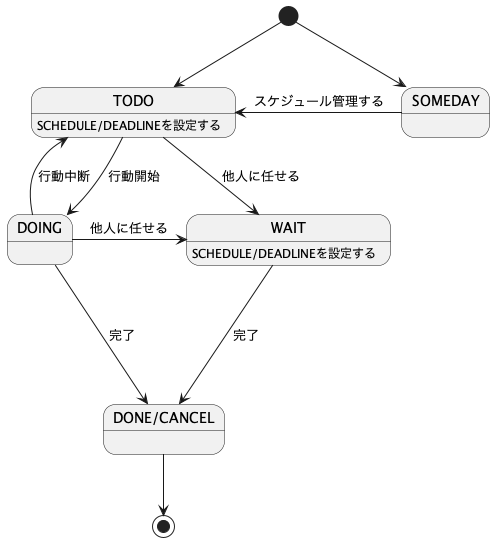 スケジュール管理する
TODO
SCHEDULE/DEADLINEを設定する
SOMEDAY
行動中断
行動開始
他人に任せる
DOING
他人に任せる
WAIT
SCHEDULE/DEADLINEを設定する
完了
完了
DONE/CANCEL